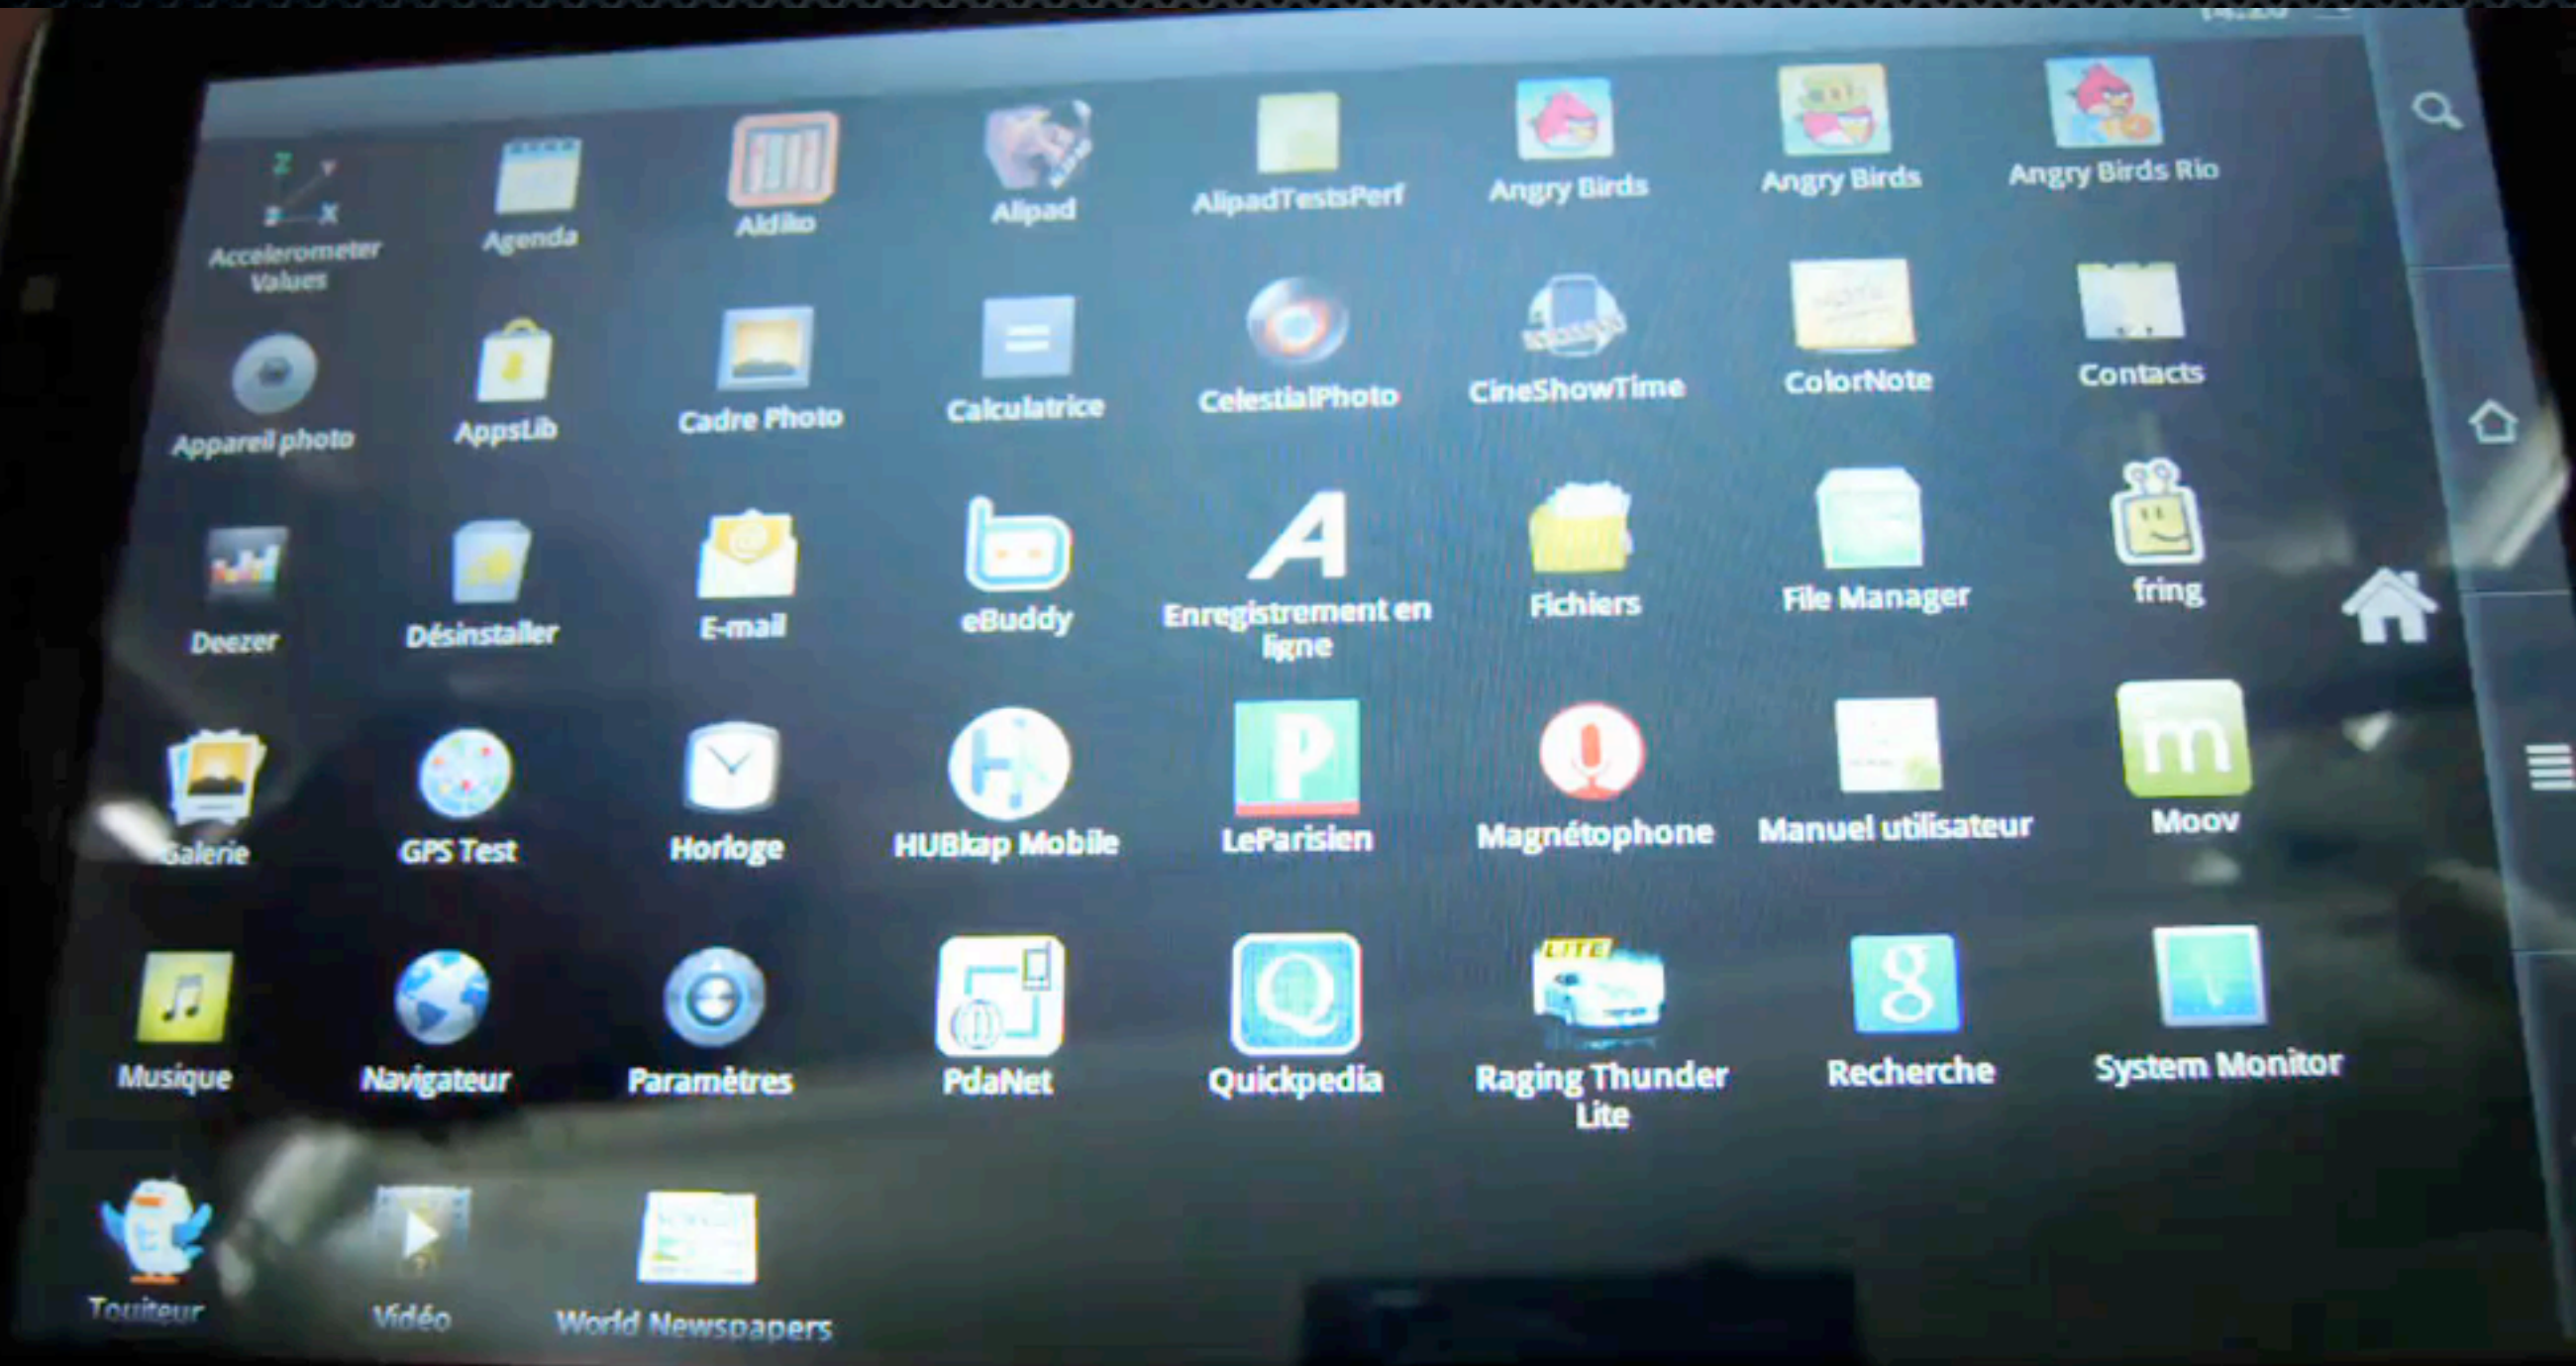 Accelerometer
Values
Agenda
Aldiko
Alipad
AlipadTestsPerf
Angry Birds
Angry Birds
Angry Birds Rio
Appareil photo
AppsLib
Cadre Photo
Calculatrice
CelestialPhoto
CineShowTime
NOTE
ColorNote
Contacts
Deezer
Désinstaller
E-mail
eBuddy
A
Enregistrement en
ligne
Fichiers
File Manager
fring
Galerie
GPS Test
Horloge
H
HUBkap Mobile
P
LeParisien
Magnétophone
Manuel utilisateur
m
Moov
Musique
Navigateur
Paramètres
@
PdaNet
Q
Quickpedia
LITE
Raging Thunder
Lite
g
Recherche
System Monitor
Touiteur
Vidéo
World Newspapers